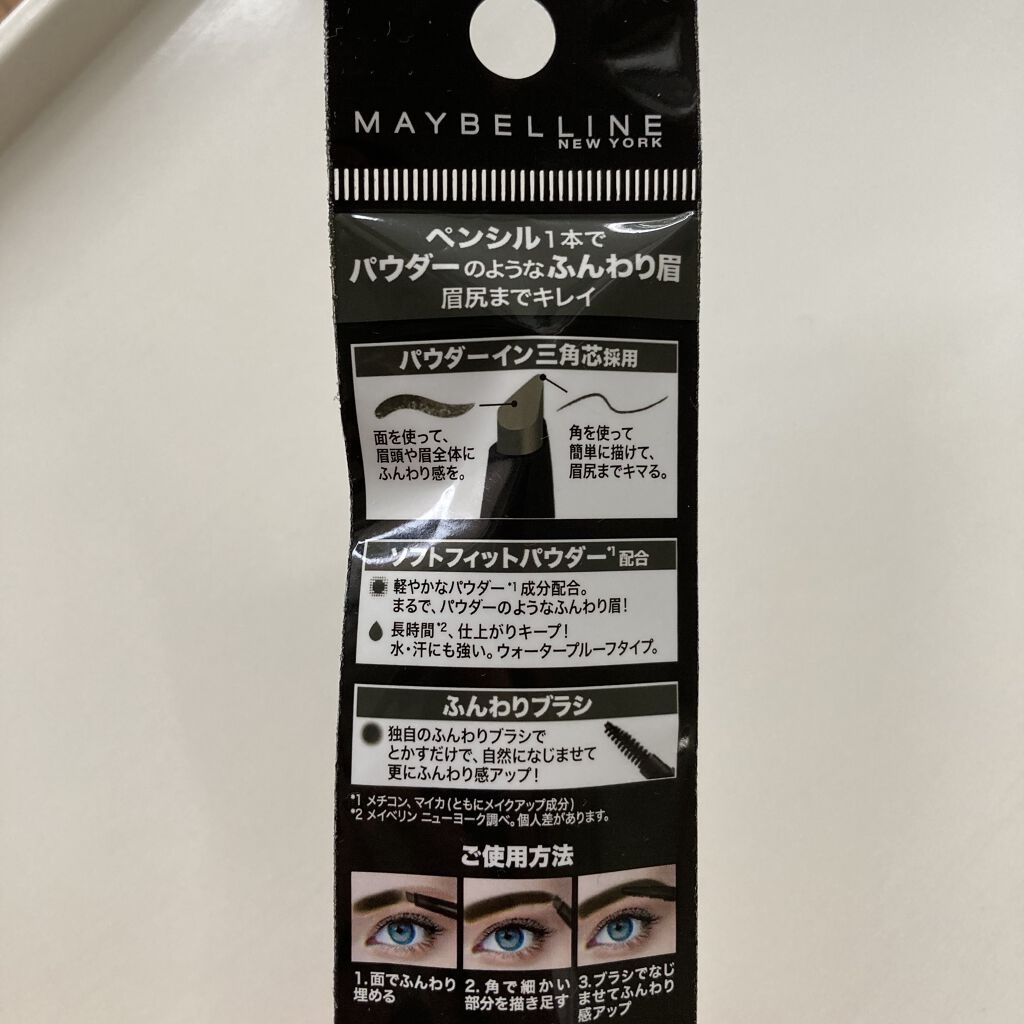 MAYBELLINE
NEW YORK
ペンシル1本で
パウダーのようなふんわり眉
眉尻までキレイ
パウダーイン三角芯採用
面を使って、
眉頭や眉全体に
ふんわり感を。
角を使って
簡単に描けて、
眉尻までキマる。
ソフトフィットパウダー*1配合
軽やかなパウダー*1成分配合。
まるで、パウダーのようなふんわり眉!
長時間*2、仕上がりキープ!
水・汗にも強い。ウォータープルーフタイプ。
ふんわりブラシ
独自のふんわりブラシで
とかすだけで、自然になじませて
更にふんわり感アップ!
*1 メチコン、マイカ(ともにメイクアップ成分)
*2 メイベリン ニューヨーク調べ。個人差があります。
ご使用方法
1.面でふんわり
埋める
2.角で細かい
部分を描き足す
3.ブラシでなじ
ませてふんわり
感アップ